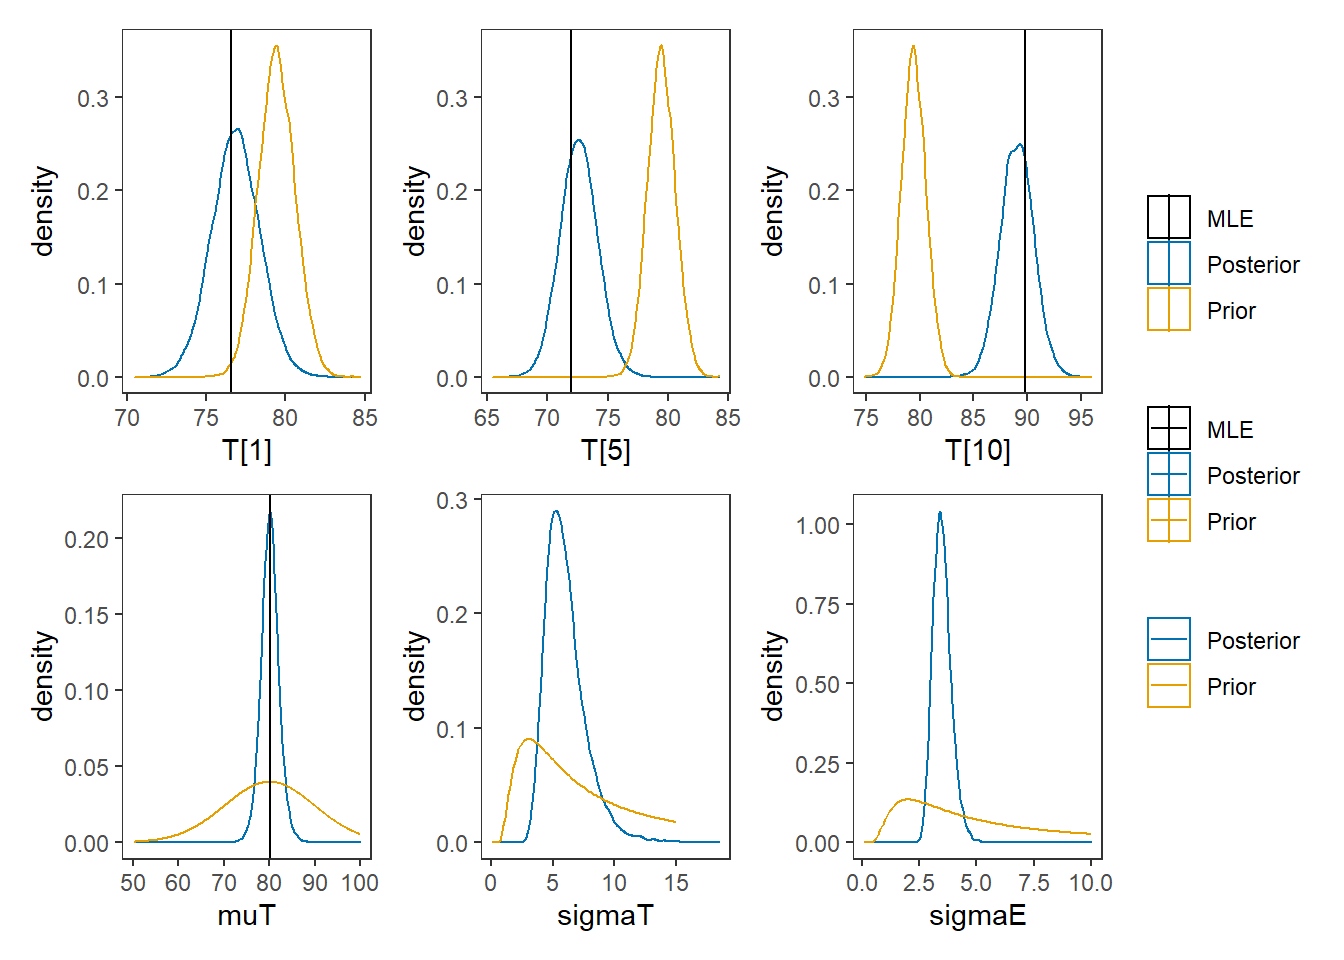 density
0.3
0.2
0.1
0.0
70 75 80 85
T[1]
density
0.3
0.2
0.1
0.0
65 70 75 80 85
T[5]
density
0.3
0.2
0.1
0.0
75 80 85 90 95
T[10]
density
0.20
0.15
0.10
0.05
0.00
50 60 70 80 90 100
muT
density
0.3
0.2
0.1
0.0
0 5 10 15
sigmaT
density
1.00
0.75
0.50
0.25
0.00
0.0 2.5 5.0 7.5 10.0
sigmaE
MLE
Posterior
Prior
MLE
Posterior
Prior
Posterior
Prior